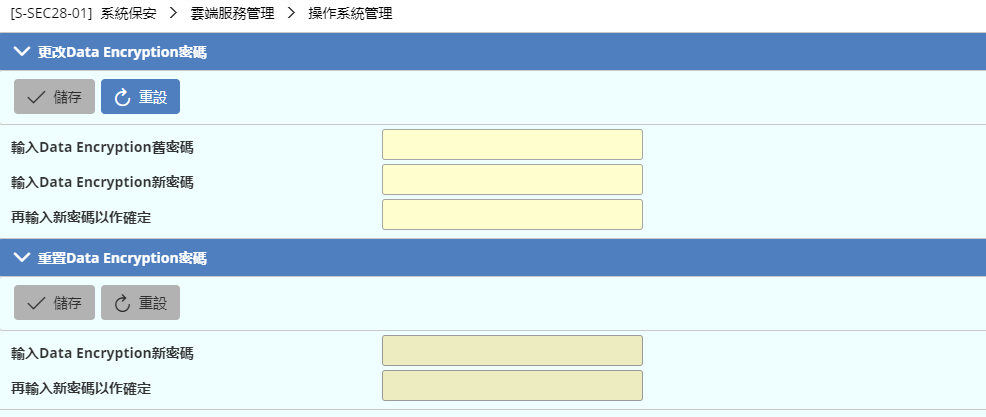 [S-SEC28-01] 系統保安 > 雲端服務管理 > 操作系統管理
更改Data Encryption密碼
儲存 重設
輸入Data Encryption舊密碼
輸入Data Encryption新密碼
再輸入新密碼以作確定
重置Data Encryption密碼
儲存 重設
輸入Data Encryption新密碼
再輸入新密碼以作確定